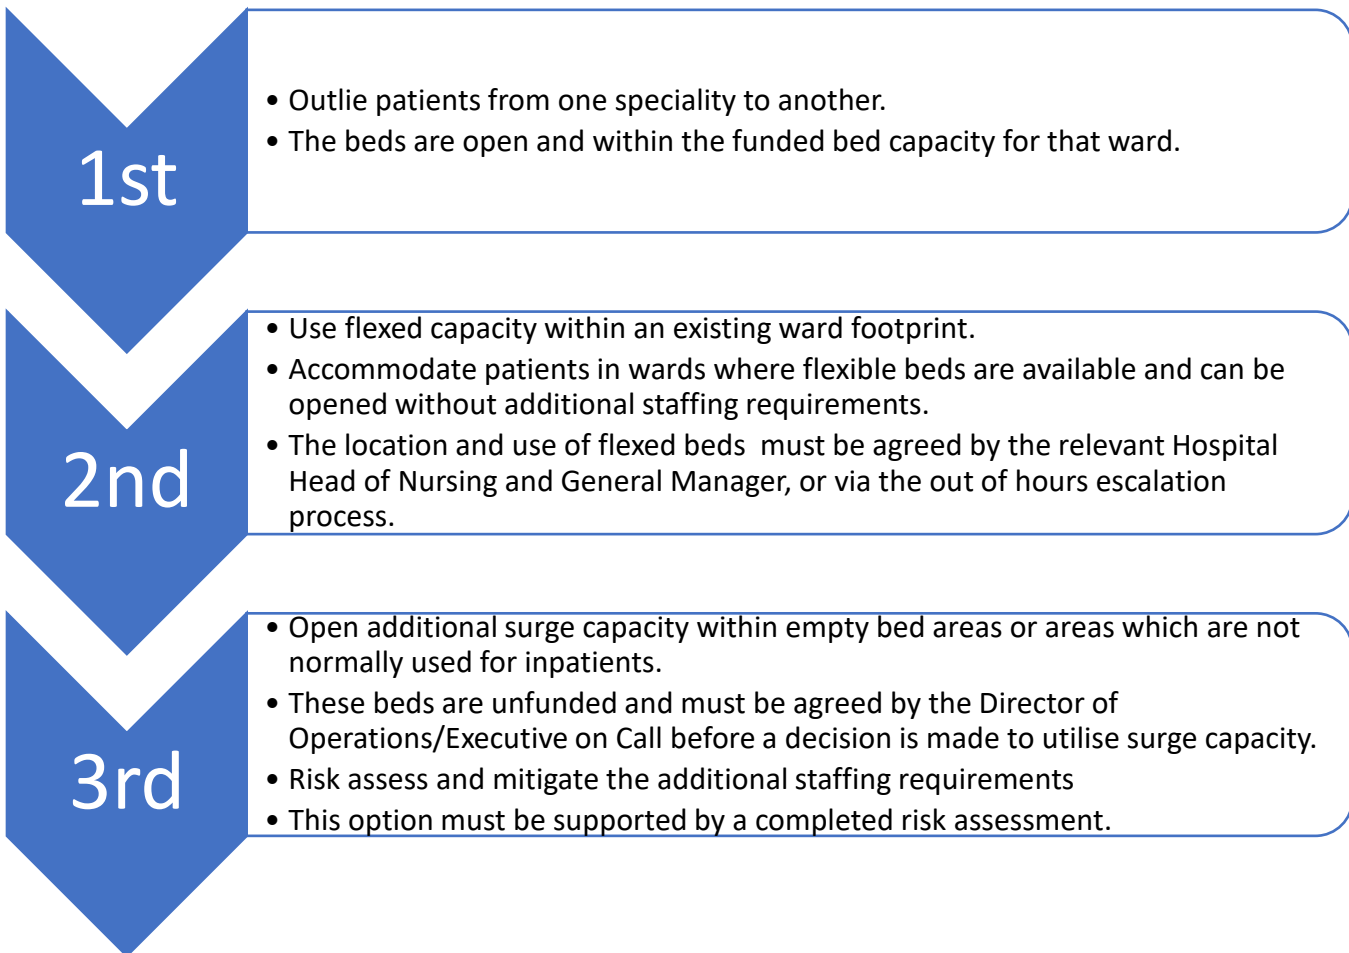 1st
• Outlie patients from one speciality to another.
• The beds are open and within the funded bed capacity for that ward.
2nd
• Use flexed capacity within an existing ward footprint.
• Accommodate patients in wards where flexible beds are available and can be
opened without additional staffing requirements.
• The location and use of flexed beds  must be agreed by the relevant Hospital
Head of Nursing and General Manager, or via the out of hours escalation
process.
3rd
• Open additional surge capacity within empty bed areas or areas which are not
normally used for inpatients.
• These beds are unfunded and must be agreed by the Director of
Operations/Executive on Call before a decision is made to utilise surge capacity.
• Risk assess and mitigate the additional staffing requirements
• This option must be supported by a completed risk assessment.